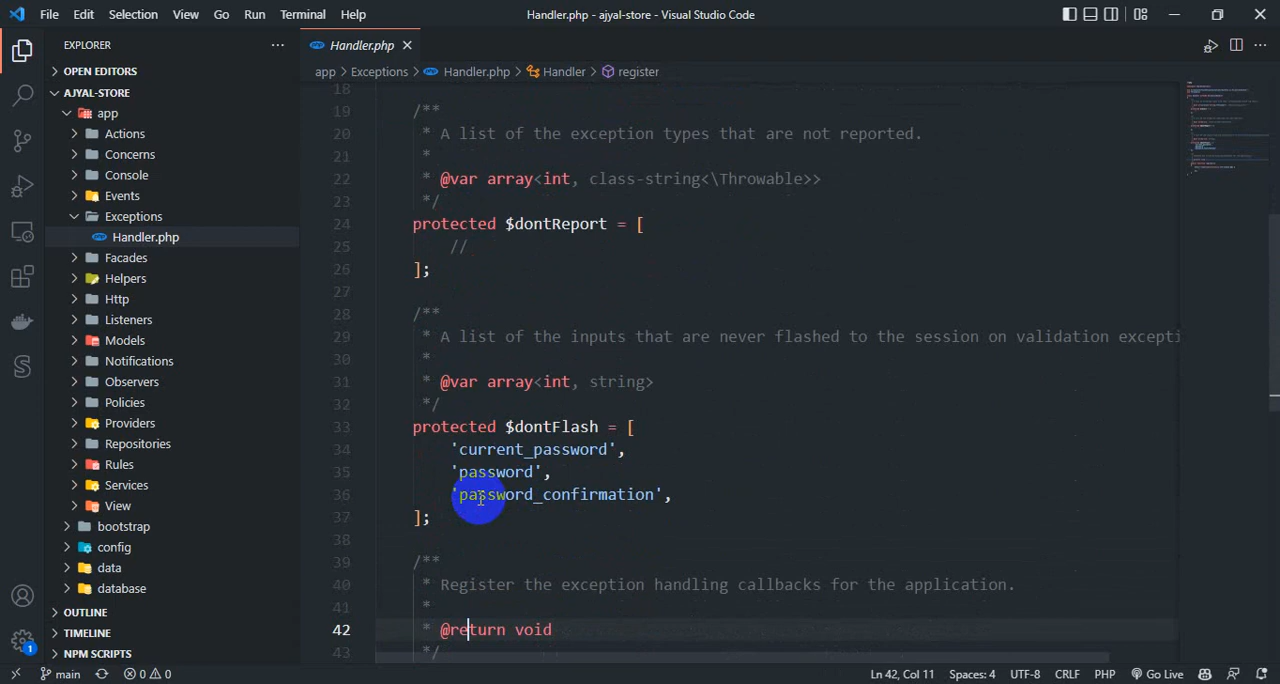 File Edit Selection View Go Run Terminal Help
Handler.php - ajyal-store - Visual Studio Code
EXPLORER
OPEN EDITORS
AJYAL-STORE
app
Actions
Concerns
Console
Events
Exceptions
Handler.php
Facades
Helpers
Http
Listeners
Models
Notifications
Observers
Policies
Providers
Repositories
Rules
Services
View
bootstrap
config
data
database
OUTLINE
TIMELINE
NPM SCRIPTS
Handler.php
app > Exceptions > Handler.php > Handler > register
18
19 /**
20 * A list of the exception types that are not reported.
21 *
22 * @var array<int, class-string<\Throwable>>
23 */
24 protected $dontReport = [
25 //
26 ];
27
28 /**
29 * A list of the inputs that are never flashed to the session on validation excepti
30 *
31 * @var array<int, string>
32 */
33 protected $dontFlash = [
34 'current_password',
35 'password',
36 'password_confirmation',
37 ];
38
39 /**
40 * Register the exception handling callbacks for the application.
41 *
42 * @return void
43 */
1
main 0 0 Ln 42, Col 11 Spaces: 4 UTF-8 CRLF PHP Go Live